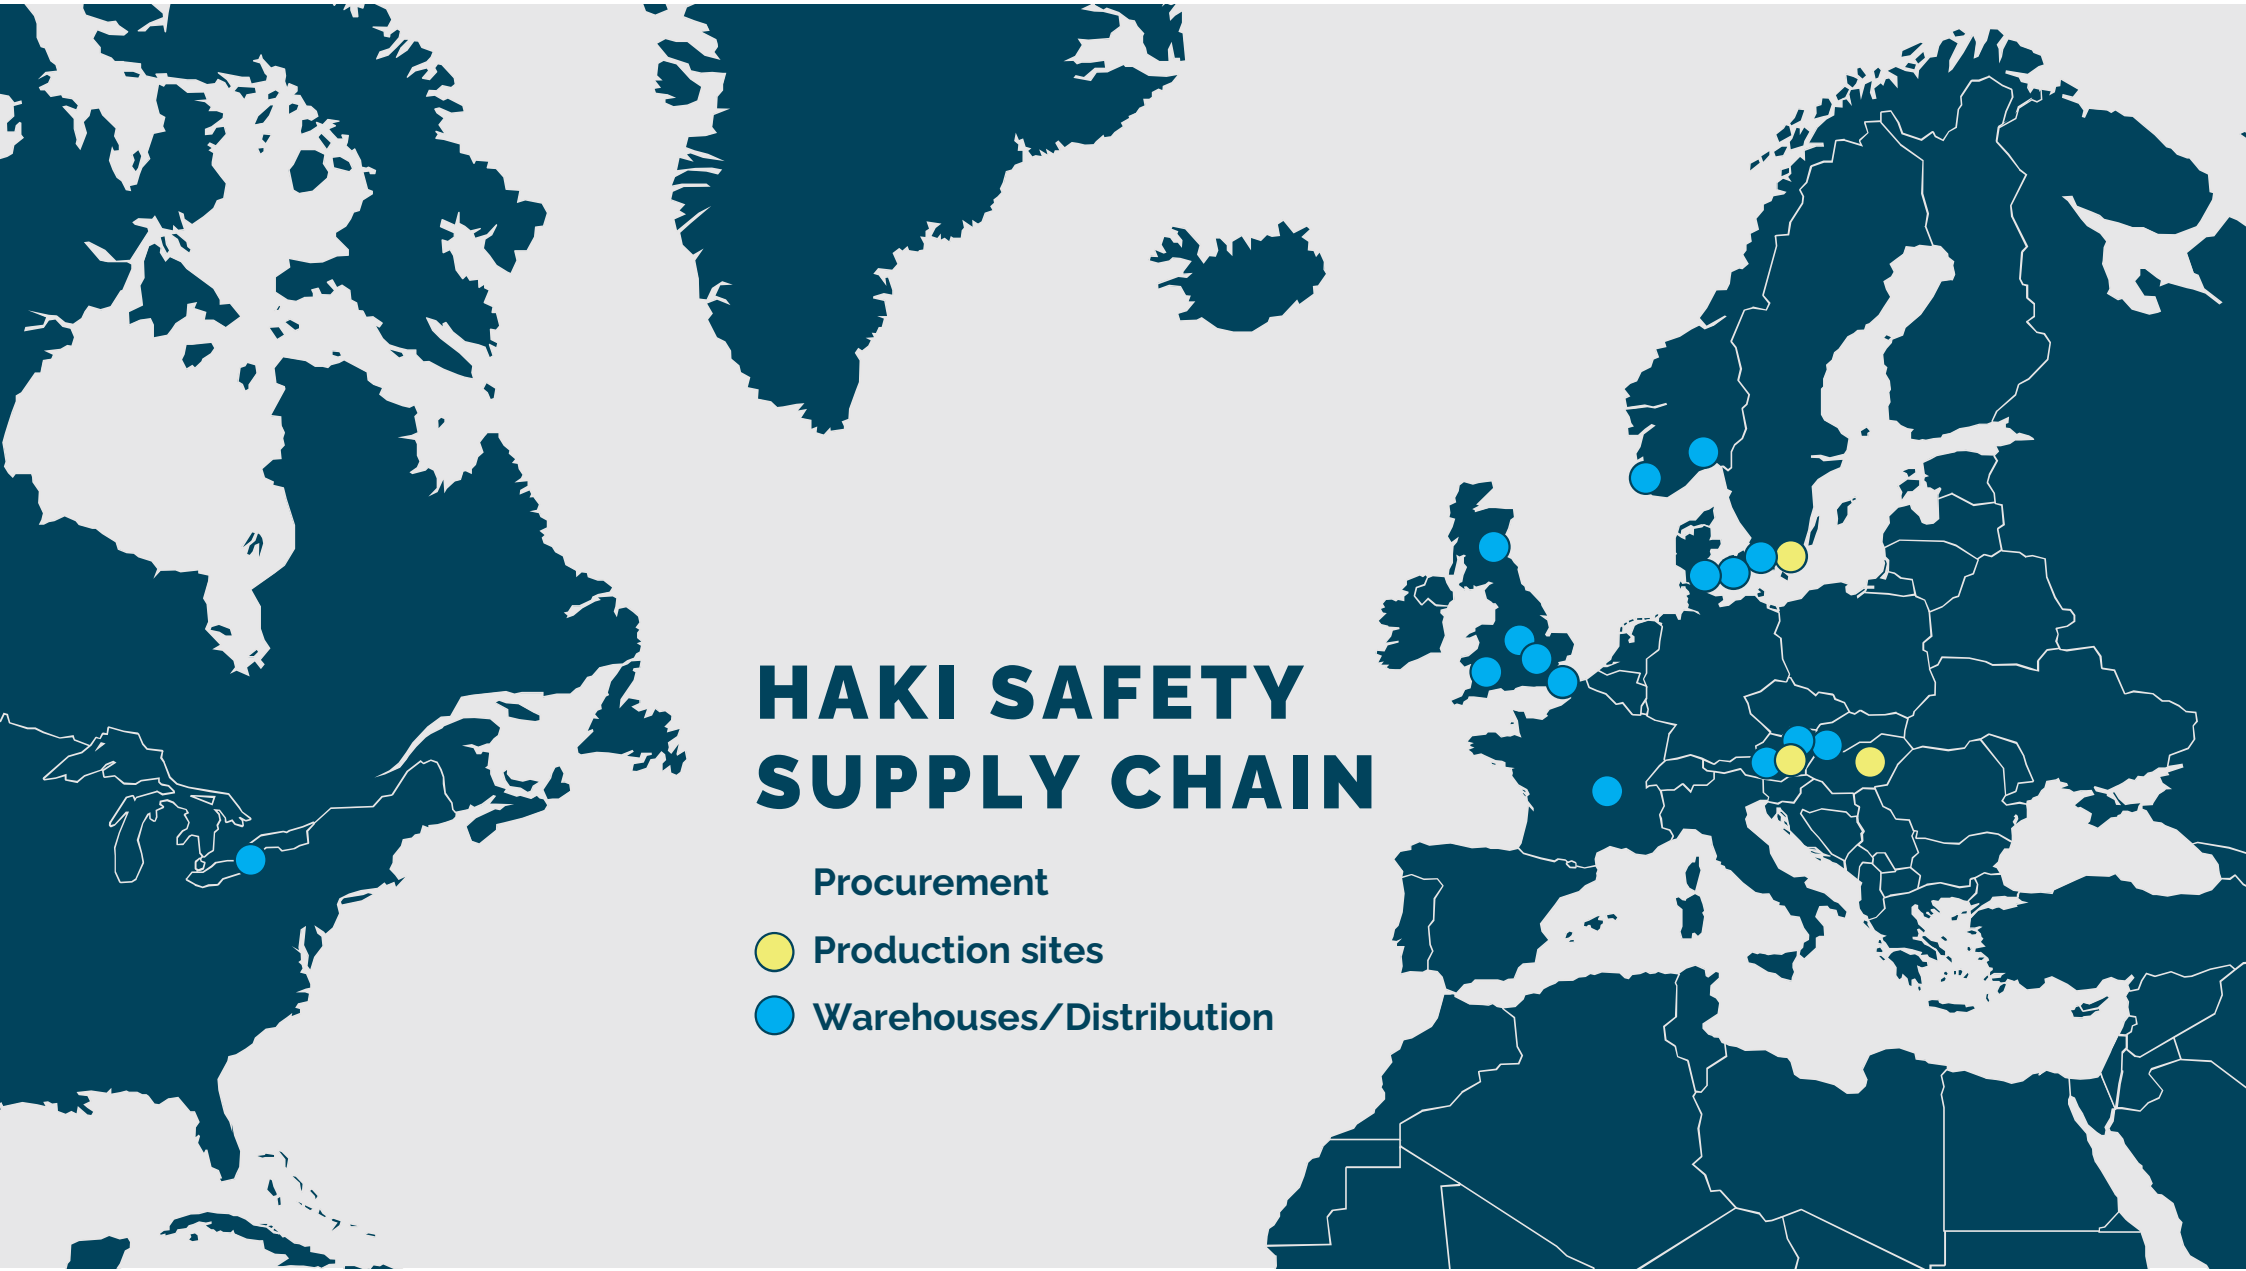 HAKI SAFETY
SUPPLY CHAIN
Procurement
Production sites
Warehouses/Distribution